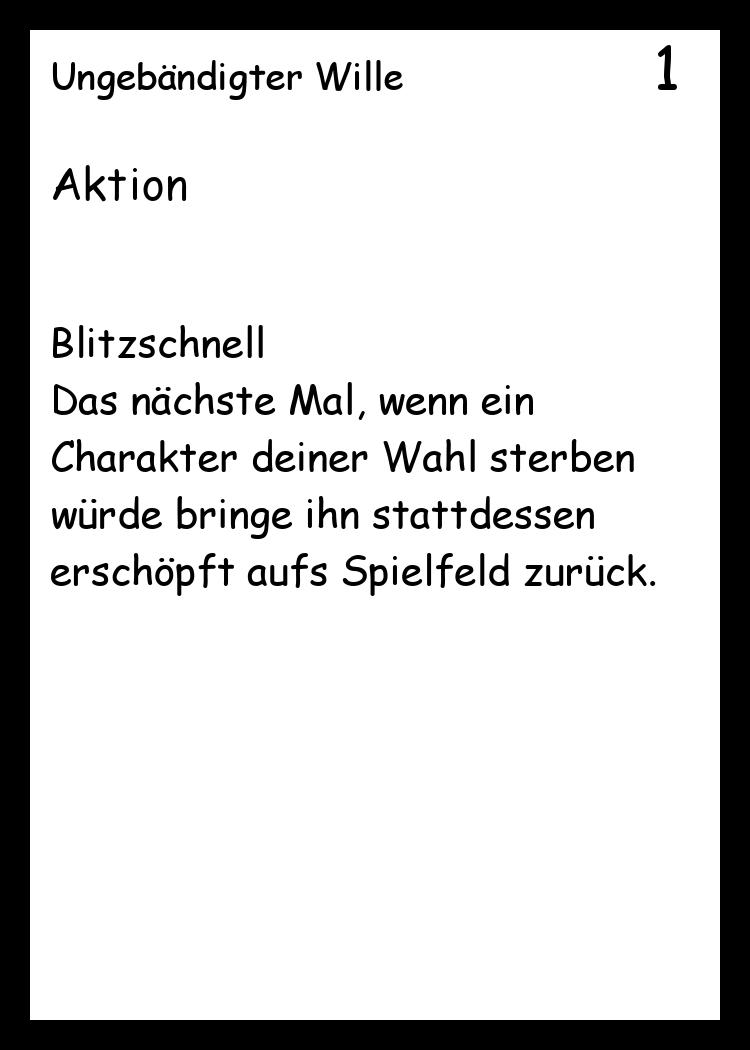 Ungebändigter Wille 1
Aktion
Blitzschnell
Das nächste Mal, wenn ein
Charakter deiner Wahl sterben
würde bringe ihn stattdessen
erschöpft aufs Spielfeld zurück.